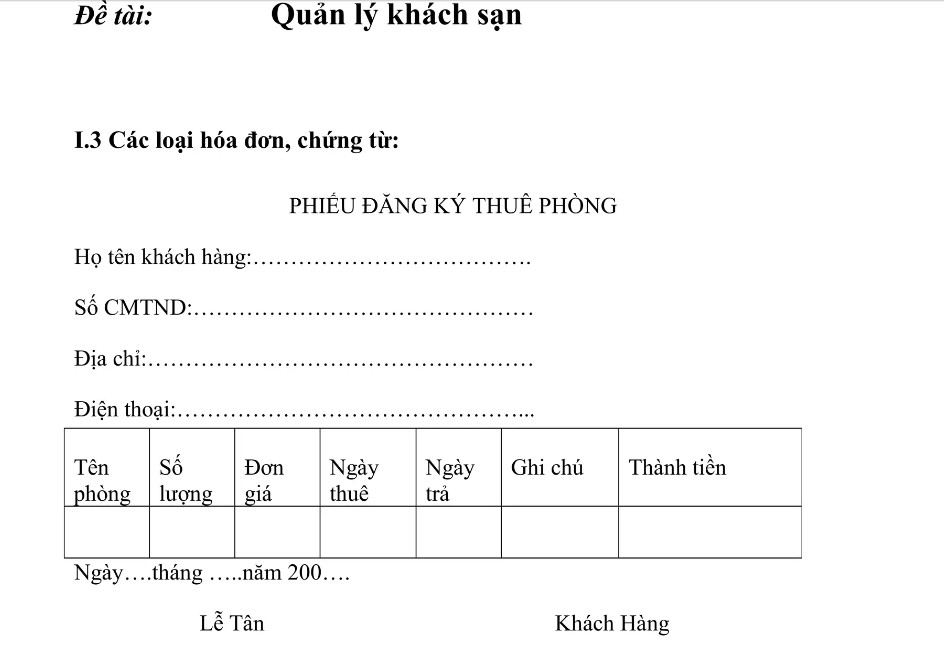 Đề tài: Quản lý khách sạn
I.3 Các loại hóa đơn, chứng từ:
PHIẾU ĐĂNG KÝ THUÊ PHÒNG
Họ tên khách hàng:…………………………………
Số CMTND:…………………………………………
Địa chỉ:………………………………………………
Điện thoại:…………………………………………...
Tên phòng Số lượng Đơn giá Ngày thuê Ngày trả Ghi chú Thành tiền
Ngày….tháng …..năm 200….
Lễ Tân Khách Hàng